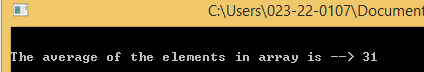 C:\Users\023-22-0107\Document
The average of the elements in array is --> 31